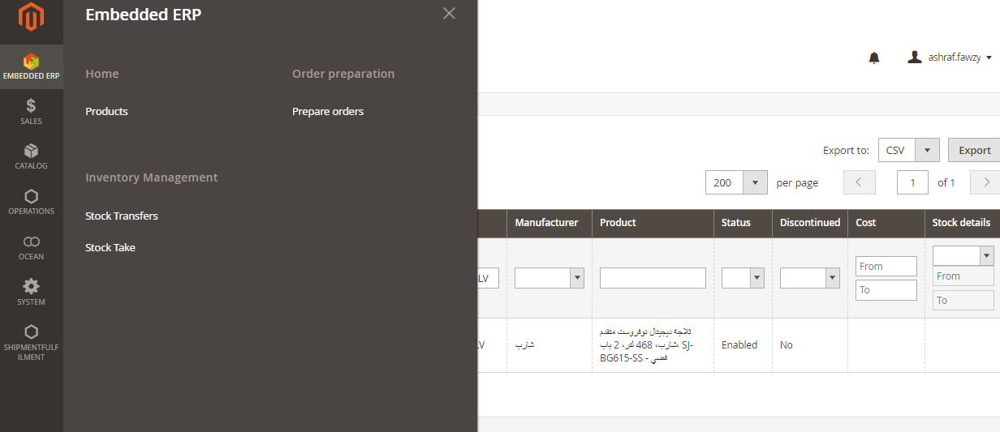 Embedded ERP
EMBEDDED ERP
SALES
CATALOG
OPERATIONS
OCEAN
SYSTEM
SHIPMENTFULF
ILMENT
Home
Products
Order preparation
Prepare orders
Inventory Management
Stock Transfers
Stock Take
ashraf.fawzy
Export to: CSV Export
200 per page 1 of 1
Manufacturer Product Status Discontinued Cost Stock details
LV
From
To
From
To
LV
شارب
ثلاجة ديجيتال نوفروست متقدم
شارب، 468 لتر، 2 باب، SJ-
BG615-SS - فضي
Enabled
No